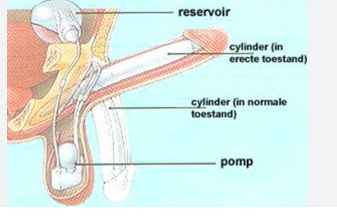 reservoir
cylinder (in
erecte toestand)
cylinder (in normale
toestand)
pomp